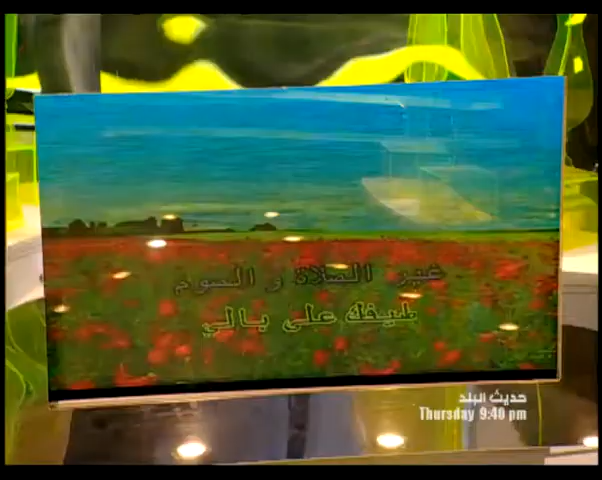 غير الصلاة و الصوم
طيفك على بالي
حديث البلد
Thursday 9:40 pm